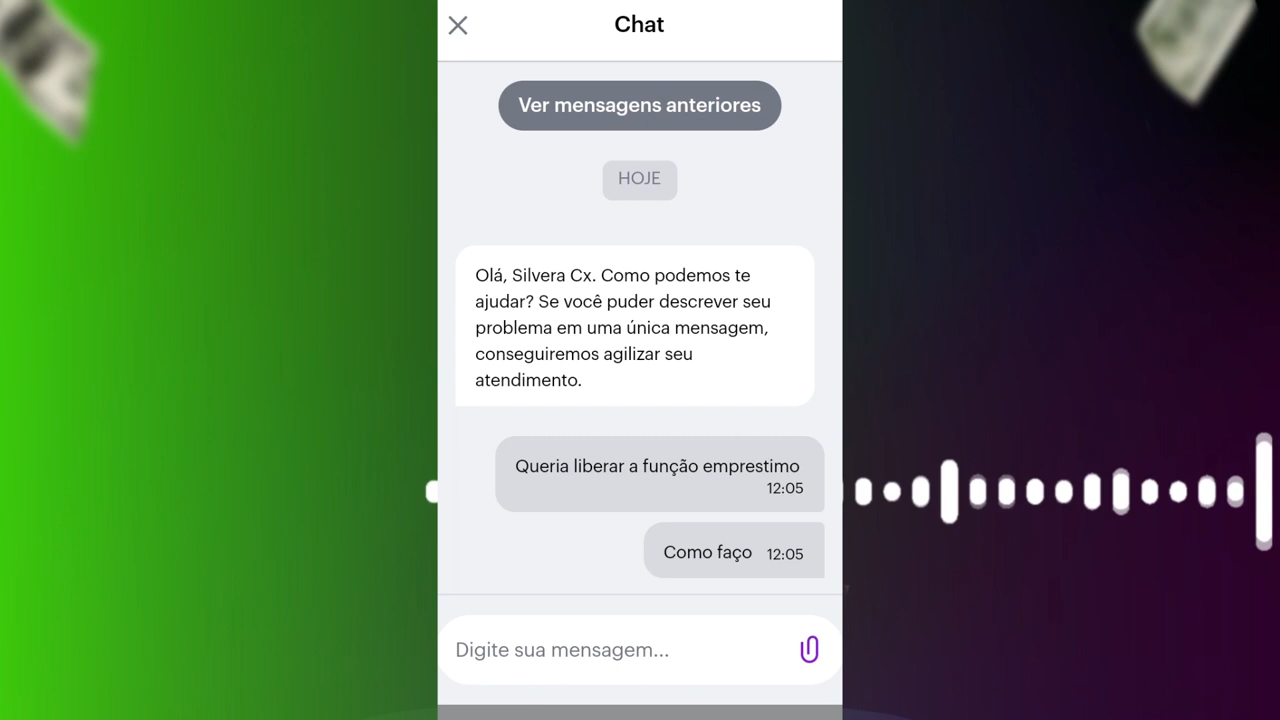 Chat
Ver mensagens anteriores
HOJE
Olá, Silvera Cx. Como podemos te
ajudar? Se você puder descrever seu
problema em uma única mensagem,
conseguiremos agilizar seu
atendimento.
Queria liberar a função emprestimo
12:05
Como faço 12:05
Digite sua mensagem...